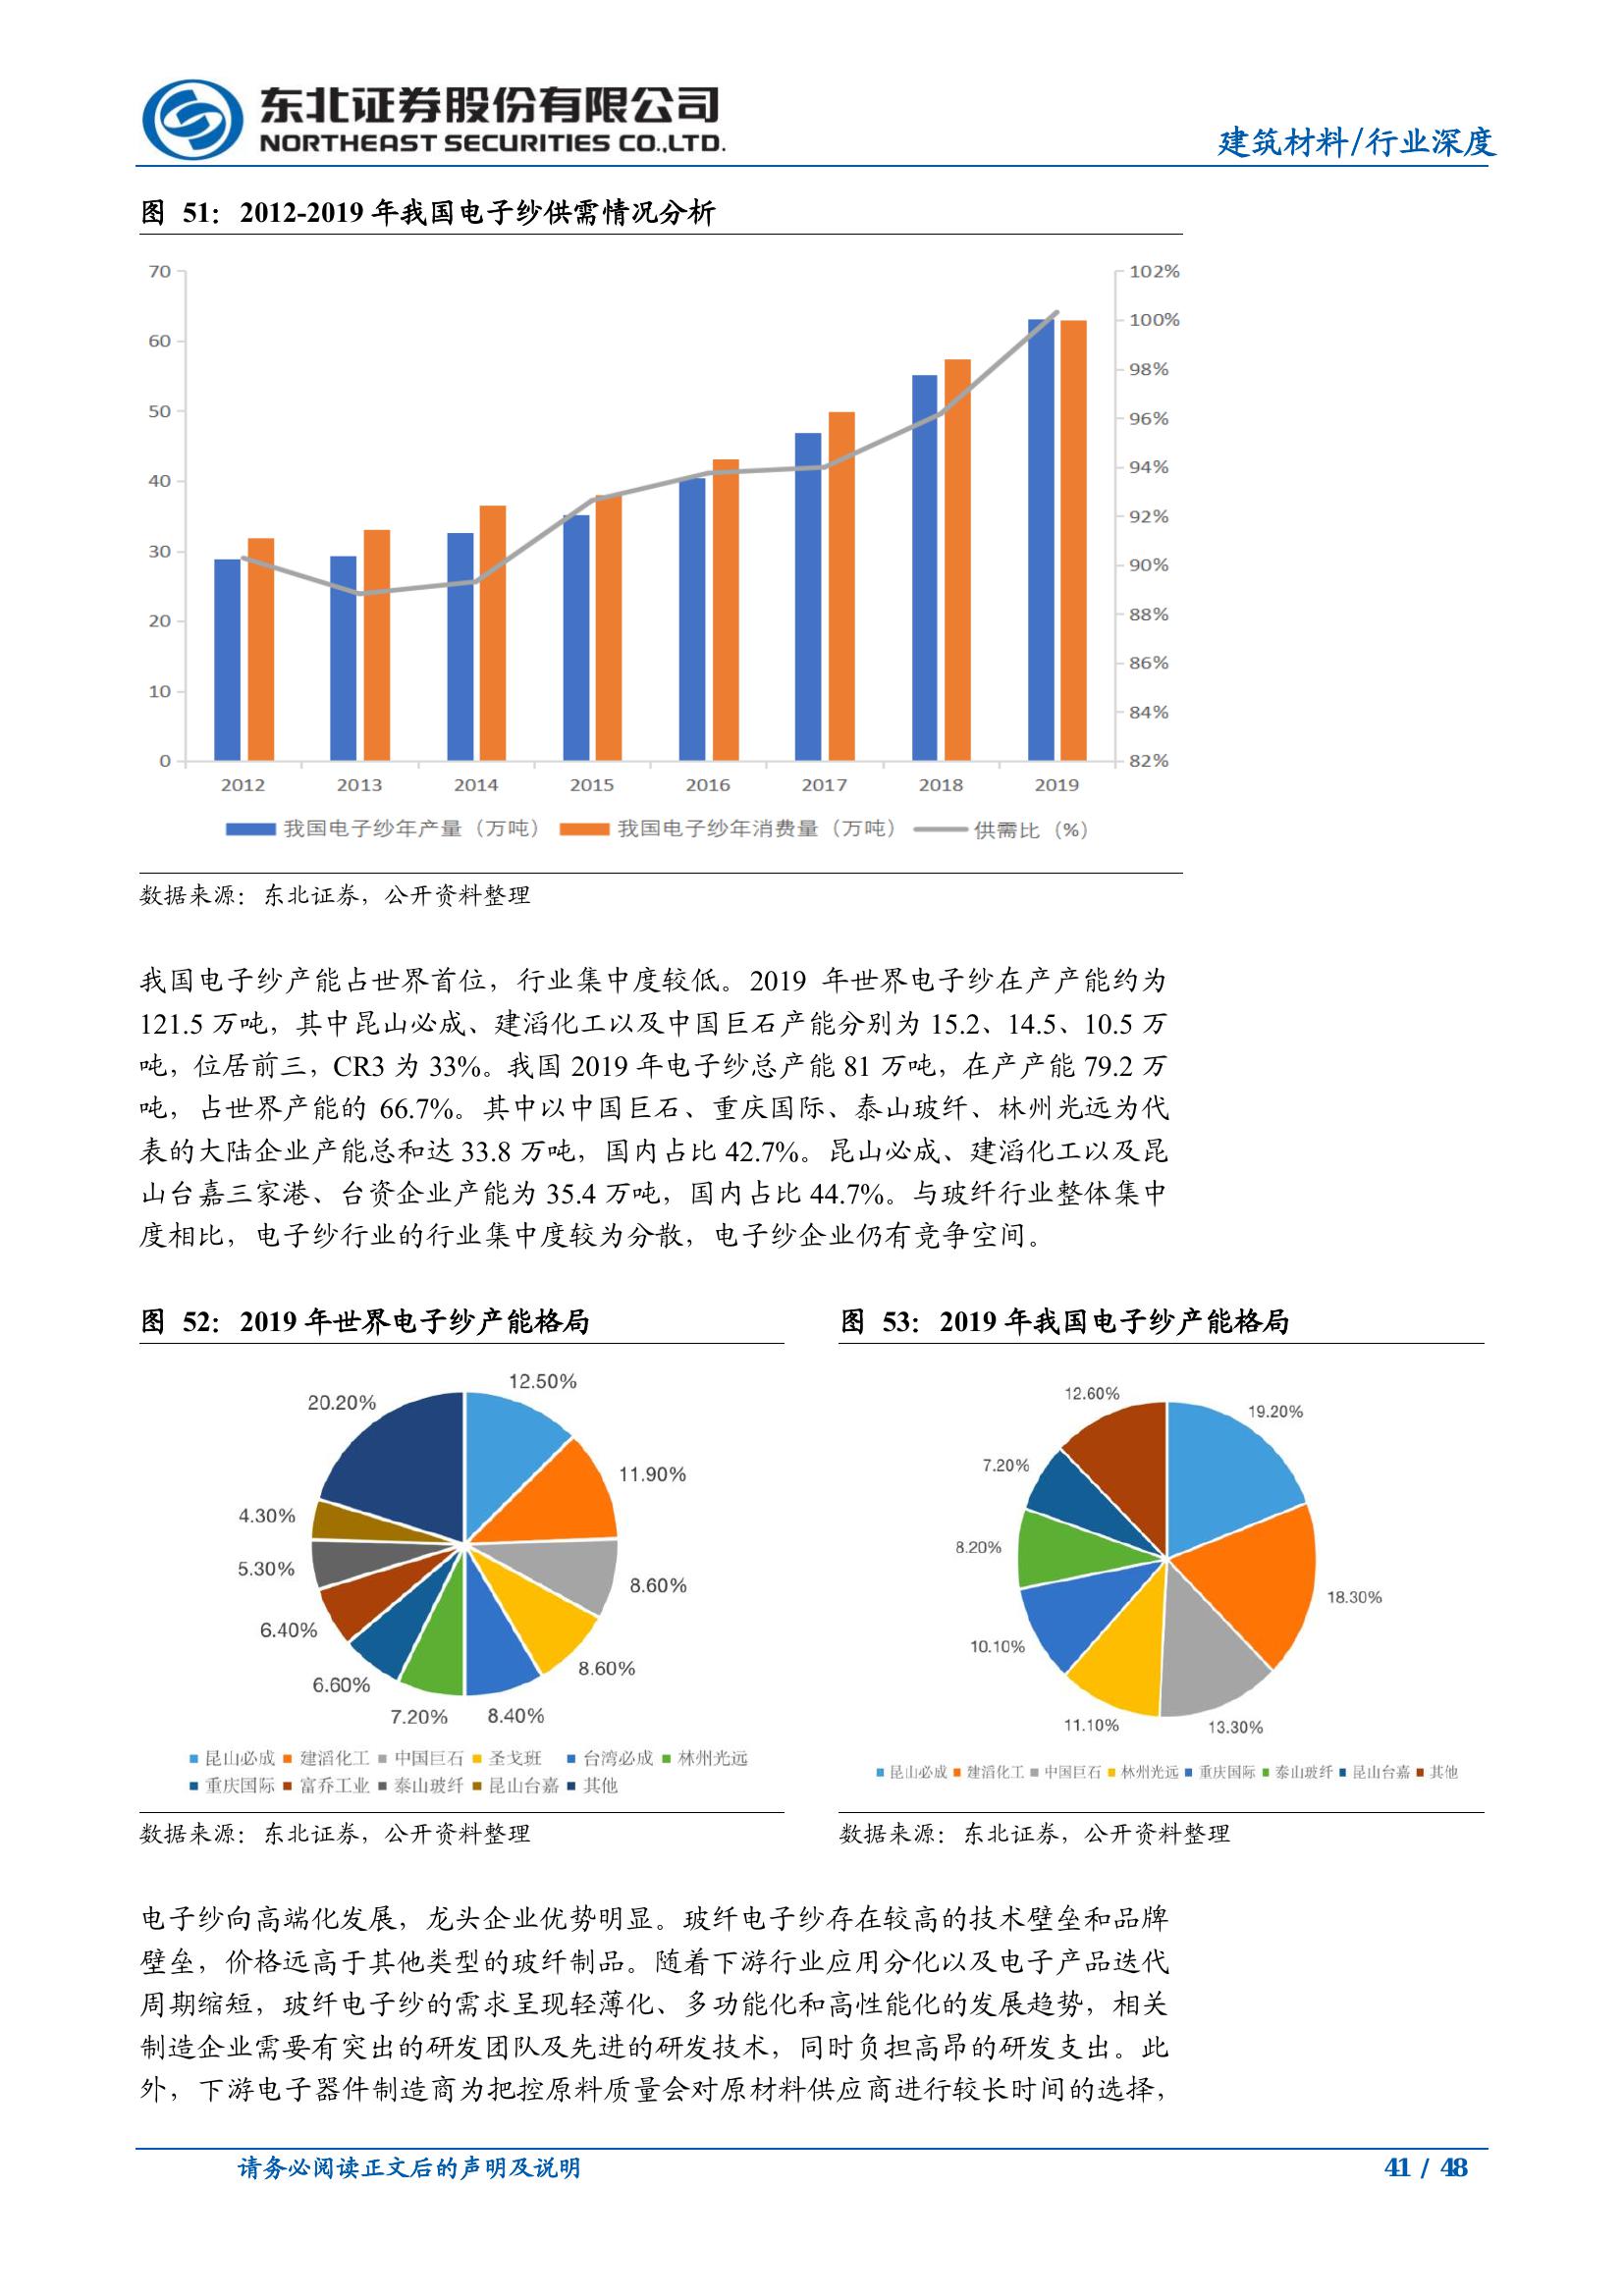 东北证券股份有限公司
NORTHEAST SECURITIES CO.,LTD.
建筑材料/行业深度
图 51：2012-2019 年我国电子纱供需情况分析
70
60
50
40
30
20
10
0
102%
100%
98%
96%
94%
92%
90%
88%
86%
84%
82%
2012 2013 2014 2015 2016 2017 2018 2019
我国电子纱年产量（万吨） 我国电子纱年消费量（万吨） 供需比（%）
数据来源：东北证券，公开资料整理
我国电子纱产能占世界首位，行业集中度较低。2019 年世界电子纱在产产能约为
121.5 万吨，其中昆山必成、建滔化工以及中国巨石产能分别为 15.2、14.5、10.5 万
吨，位居前三，CR3 为 33%。我国 2019 年电子纱总产能 81 万吨，在产产能 79.2 万
吨，占世界产能的 66.7%。其中以中国巨石、重庆国际、泰山玻纤、林州光远为代
表的大陆企业产能总和达 33.8 万吨，国内占比 42.7%。昆山必成、建滔化工以及昆
山台嘉三家港、台资企业产能为 35.4 万吨，国内占比 44.7%。与玻纤行业整体集中
度相比，电子纱行业的行业集中度较为分散，电子纱企业仍有竞争空间。
图 52：2019 年世界电子纱产能格局
12.50%
11.90%
8.60%
8.60%
8.40%
7.20%
6.60%
6.40%
5.30%
4.30%
20.20%
昆山必成 建滔化工 中国巨石 圣戈班 台湾必成 林州光远
重庆国际 富乔工业 泰山玻纤 昆山台嘉 其他
数据来源：东北证券，公开资料整理
图 53：2019 年我国电子纱产能格局
19.20%
18.30%
13.30%
11.10%
10.10%
8.20%
7.20%
12.60%
昆山必成 建滔化工 中国巨石 林州光远 重庆国际 泰山玻纤 昆山台嘉 其他
数据来源：东北证券，公开资料整理
电子纱向高端化发展，龙头企业优势明显。玻纤电子纱存在较高的技术壁垒和品牌
壁垒，价格远高于其他类型的玻纤制品。随着下游行业应用分化以及电子产品迭代
周期缩短，玻纤电子纱的需求呈现轻薄化、多功能化和高性能化的发展趋势，相关
制造企业需要有突出的研发团队及先进的研发技术，同时负担高昂的研发支出。此
外，下游电子器件制造商为把控原料质量会对原材料供应商进行较长时间的选择，
请务必阅读正文后的声明及说明
41 / 48